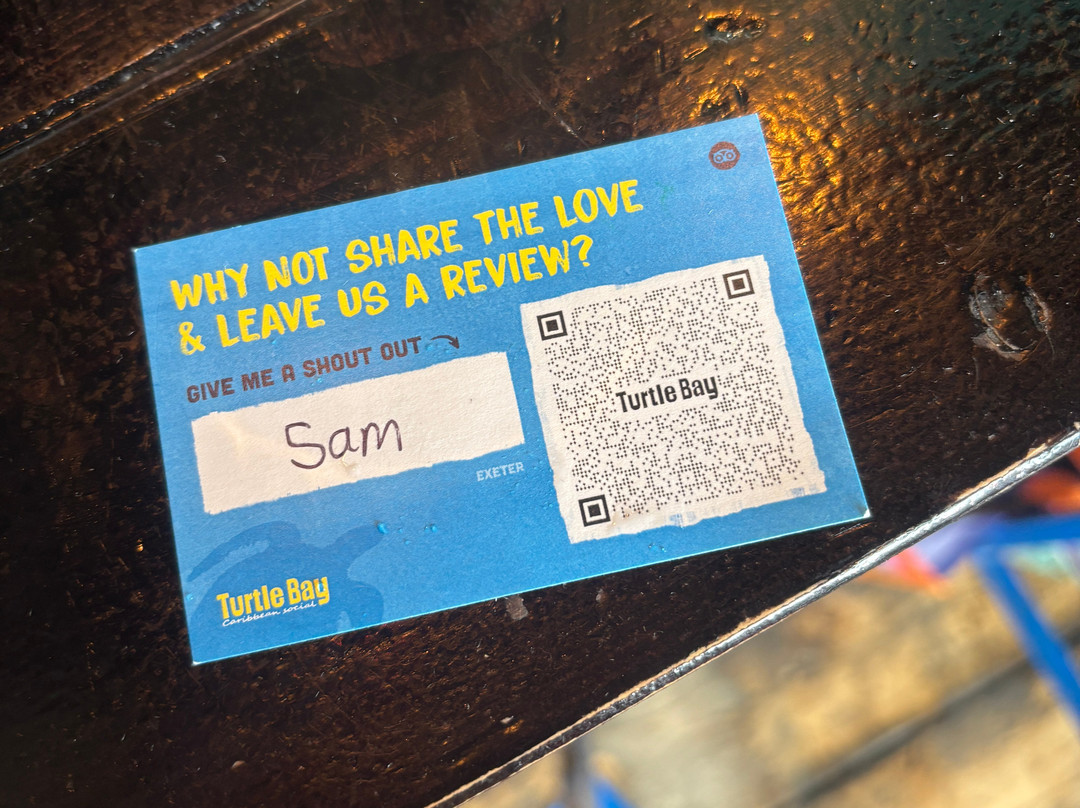 WHY NOT SHARE THE LOVE
& LEAVE US A REVIEW?
GIVE ME A SHOUT OUT
Sam
EXETER
Turtle Bay
Turtle Bay
Caribbean social